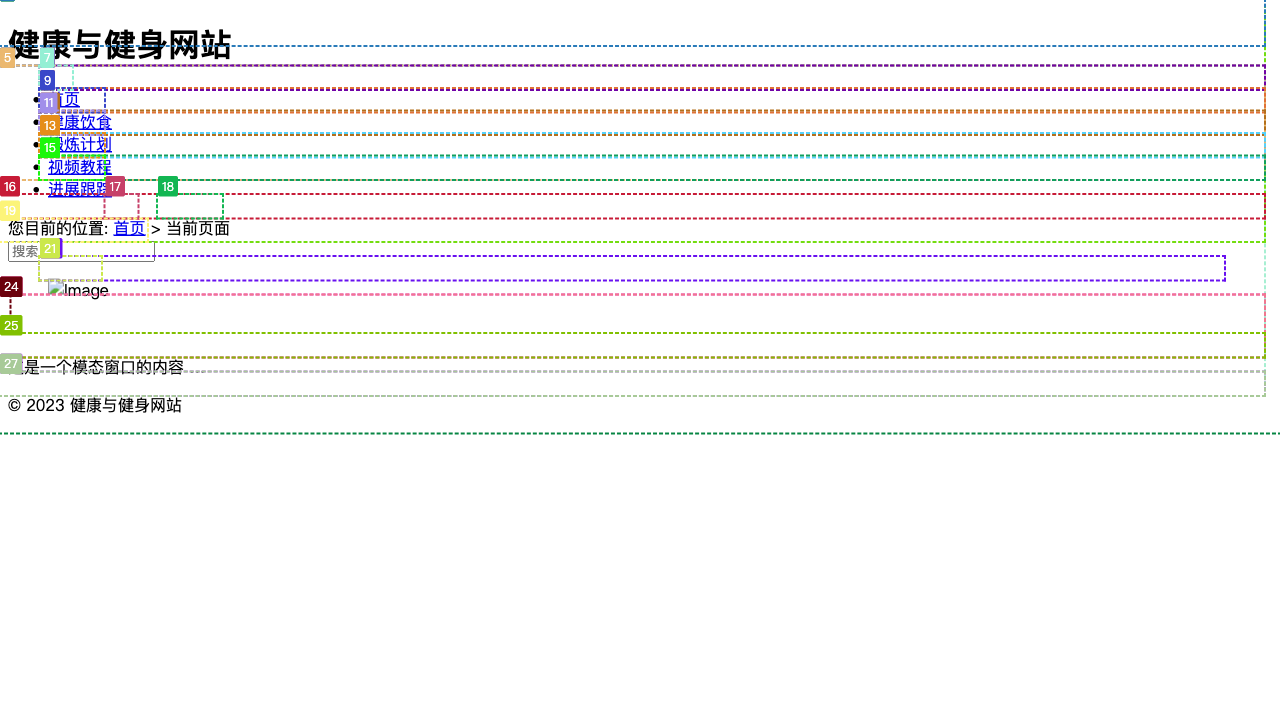 健康与健身网站
5
7
9
首页
11
健康饮食
13
锻炼计划
15
视频教程
16
17
18
进展跟踪
19
您目前的位置: 首页 > 当前页面
搜索
21
24
Image
25
27
这是一个模态窗口的内容
© 2023 健康与健身网站